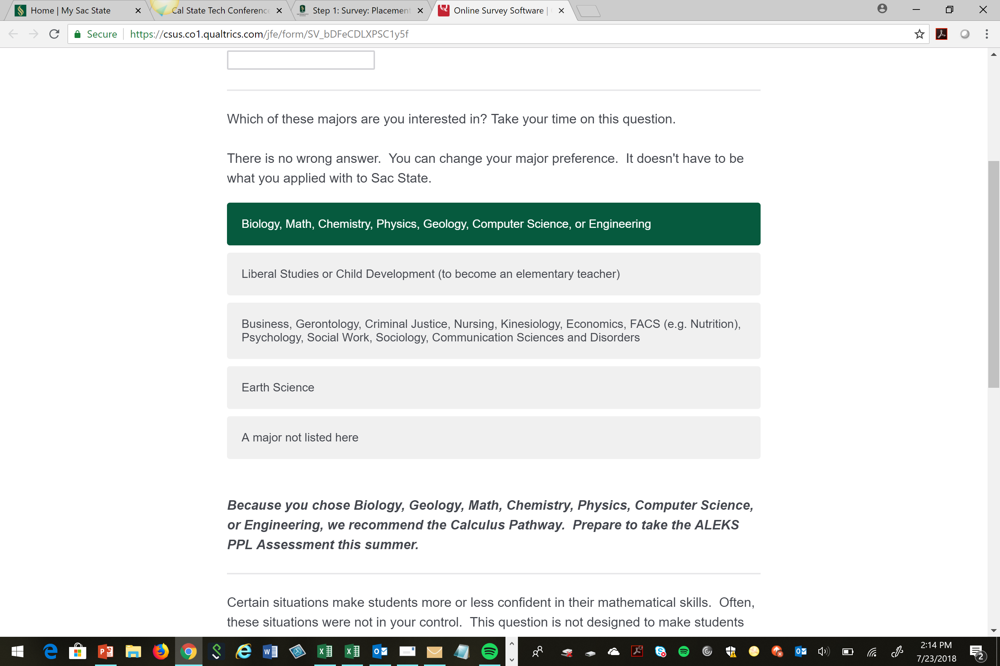 Home | My Sac State
Cal State Tech Conference
Step 1: Survey: Placement
Online Survey Software |
Secure
https://csus.co1.qualtrics.com/jfe/form/SV_bDFeCDLXPSC1y5f
Which of these majors are you interested in? Take your time on this question.
There is no wrong answer.  You can change your major preference.  It doesn't have to be
what you applied with to Sac State.
Biology, Math, Chemistry, Physics, Geology, Computer Science, or Engineering
Liberal Studies or Child Development (to become an elementary teacher)
Business, Gerontology, Criminal Justice, Nursing, Kinesiology, Economics, FACS (e.g. Nutrition),
Psychology, Social Work, Sociology, Communication Sciences and Disorders
Earth Science
A major not listed here
Because you chose Biology, Geology, Math, Chemistry, Physics, Computer Science,
or Engineering, we recommend the Calculus Pathway.  Prepare to take the ALEKS
PPL Assessment this summer.
Certain situations make students more or less confident in their mathematical skills.  Often,
these situations were not in your control.  This question is not designed to make students
2:14 PM
7/23/2018
2